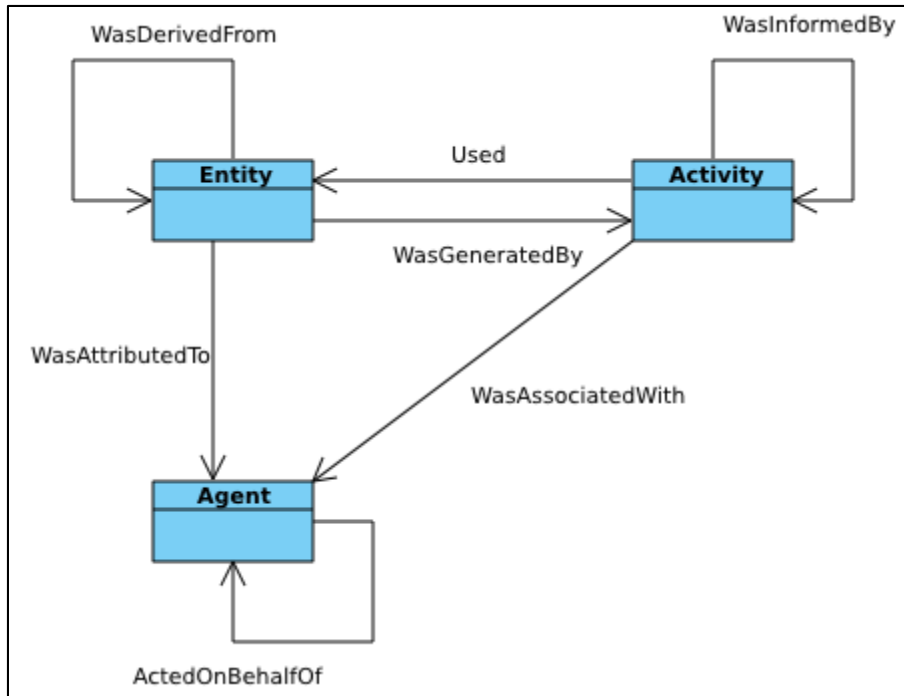 WasDerivedFrom
WasInformedBy
Entity
Used
Activity
WasGeneratedBy
WasAttributedTo
WasAssociatedWith
Agent
ActedOnBehalfOf